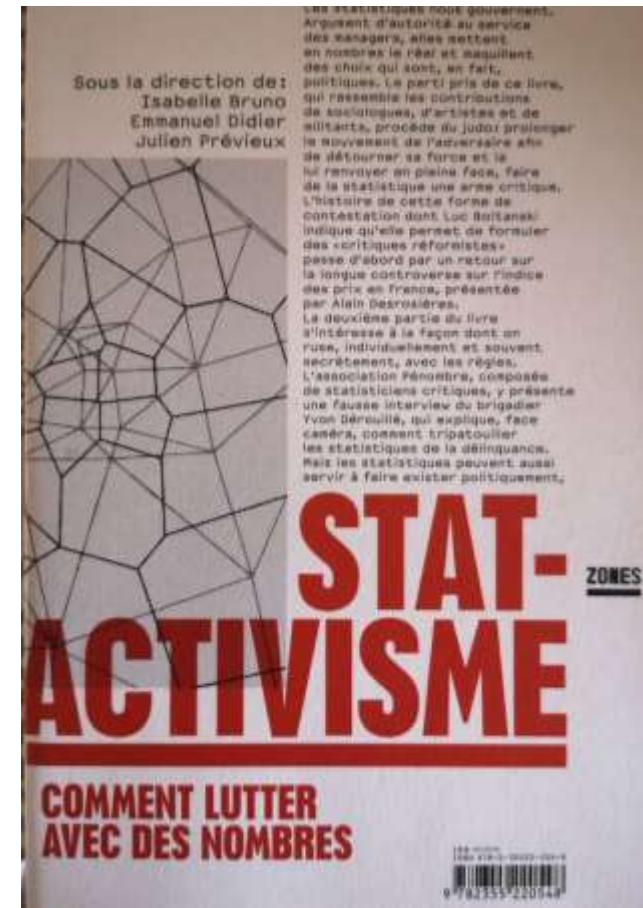 Les statistiques nous gouvernent.
Argument d'autorité au service
des managers, elles mettent
en nombres le réel et maquillent
des choix qui sont, en fait,
politiques. Le parti pris de ce livre,
qui rassemble les contributions
de sociologues, d'artistes et de
militants, procède du judo: prolonger
le mouvement de l'adversaire afin
de détourner sa force et la
lui renvoyer en pleine face, faire
de la statistique une arme critique.
L'histoire de cette forme de
contestation dont Luc Boltanski
indique qu'elle permet de formuler
des «critiques réformistes»
passe d'abord par un retour sur
la longue controverse sur l'indice
des prix en France, présentée
par Alain Desrosières.
La deuxième partie du livre
s'intéresse à la façon dont on
ruse, individuellement et souvent
secrètement, avec les règles.
L'association Pénombre, composée
de statisticiens critiques, y présente
une fausse interview du brigadier
Yvon Dérouillé, qui explique, face
caméra, comment tripatouiller
les statistiques de la délinquance.
Mais les statistiques peuvent aussi
servir à faire exister politiquement,
Sous la direction de:
Isabelle Bruno
Emmanuel Didier
Julien Prévieux
STAT-
ACTIVISME
ZONES
COMMENT LUTTER
AVEC DES NOMBRES
9 782355 220548